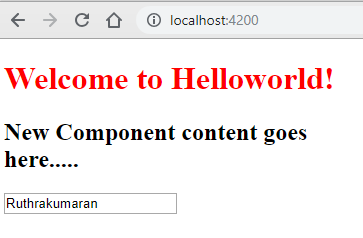 localhost:4200
Welcome to Helloworld!
New Component content goes
here.....
Ruthrakumaran